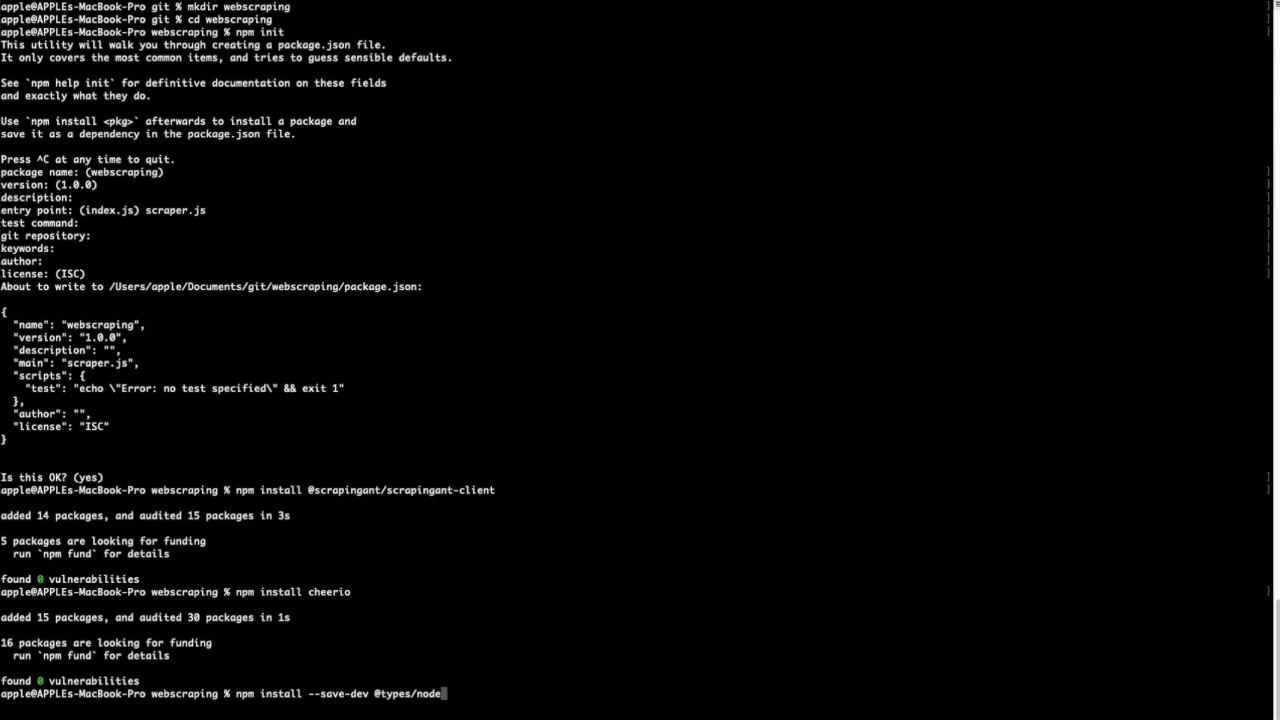 apple@APPLEs-MacBook-Pro git % mkdir webscraping
apple@APPLEs-MacBook-Pro git % cd webscraping
apple@APPLEs-MacBook-Pro webscraping % npm init
This utility will walk you through creating a package.json file.
It only covers the most common items, and tries to guess sensible defaults.

See `npm help init` for definitive documentation on these fields
and exactly what they do.

Use `npm install <pkg>` afterwards to install a package and
save it as a dependency in the package.json file.

Press ^C at any time to quit.
package name: (webscraping)
version: (1.0.0)
description:
entry point: (index.js) scraper.js
test command:
git repository:
keywords:
author:
license: (ISC)
About to write to /Users/apple/Documents/git/webscraping/package.json:

{
  "name": "webscraping",
  "version": "1.0.0",
  "description": "",
  "main": "scraper.js",
  "scripts": {
    "test": "echo \"Error: no test specified\" && exit 1"
  },
  "author": "",
  "license": "ISC"
}

Is this OK? (yes)
apple@APPLEs-MacBook-Pro webscraping % npm install @scrapingant/scrapingant-client

added 14 packages, and audited 15 packages in 3s

5 packages are looking for funding
  run `npm fund` for details

found 0 vulnerabilities
apple@APPLEs-MacBook-Pro webscraping % npm install cheerio

added 15 packages, and audited 30 packages in 1s

16 packages are looking for funding
  run `npm fund` for details

found 0 vulnerabilities
apple@APPLEs-MacBook-Pro webscraping % npm install --save-dev @types/node